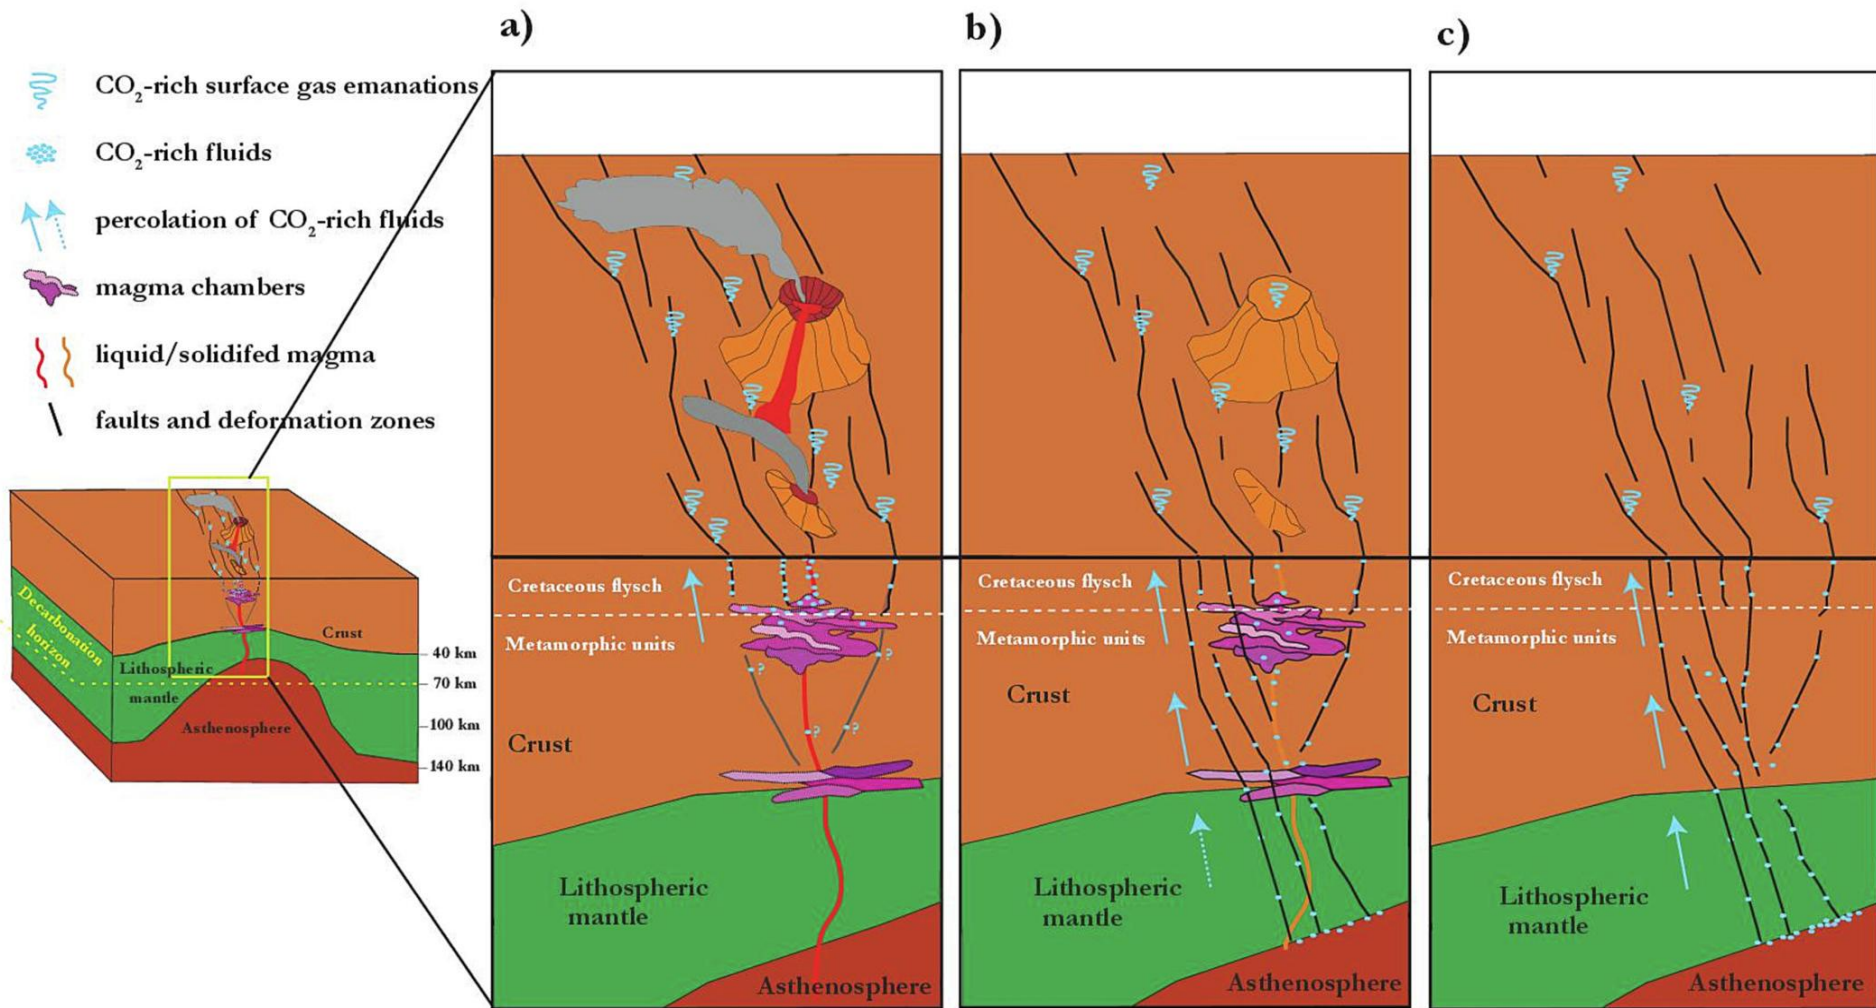 a)
b)
c)
CO₂-rich surface gas emanations
CO₂-rich fluids
percolation of CO₂-rich fluids
magma chambers
liquid/solidifed magma
faults and deformation zones
Decarbonation
horizon
Crust
Lithospheric
mantle
Asthenosphere
40 km
70 km
100 km
140 km
Cretaceous flysch
Metamorphic units
? ?
? ?
Crust
Lithospheric
mantle
Asthenosphere
Cretaceous flysch
Metamorphic units
Crust
Lithospheric
mantle
Asthenosphere
Cretaceous flysch
Metamorphic units
Crust
Lithospheric
mantle
Asthenosphere